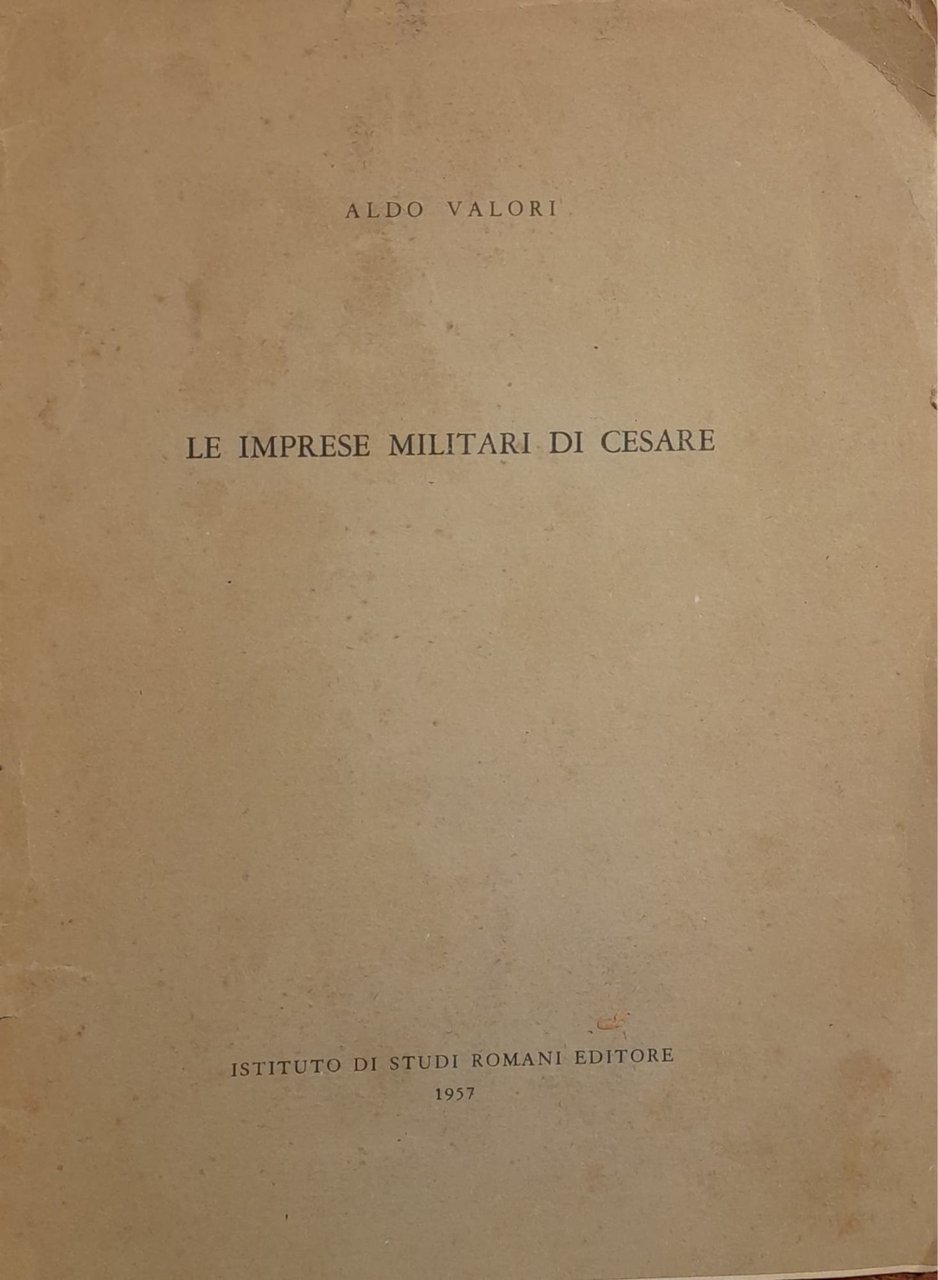 ALDO VALORI
LE IMPRESE MILITARI DI CESARE
ISTITUTO DI STUDI ROMANI EDITORE
1957